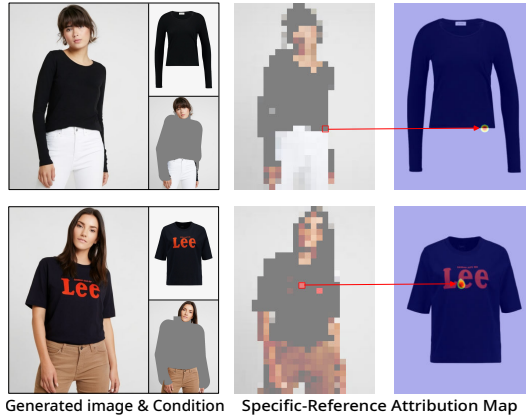 Lee
Lee
Lee
Generated image & Condition
Specific-Reference Attribution Map